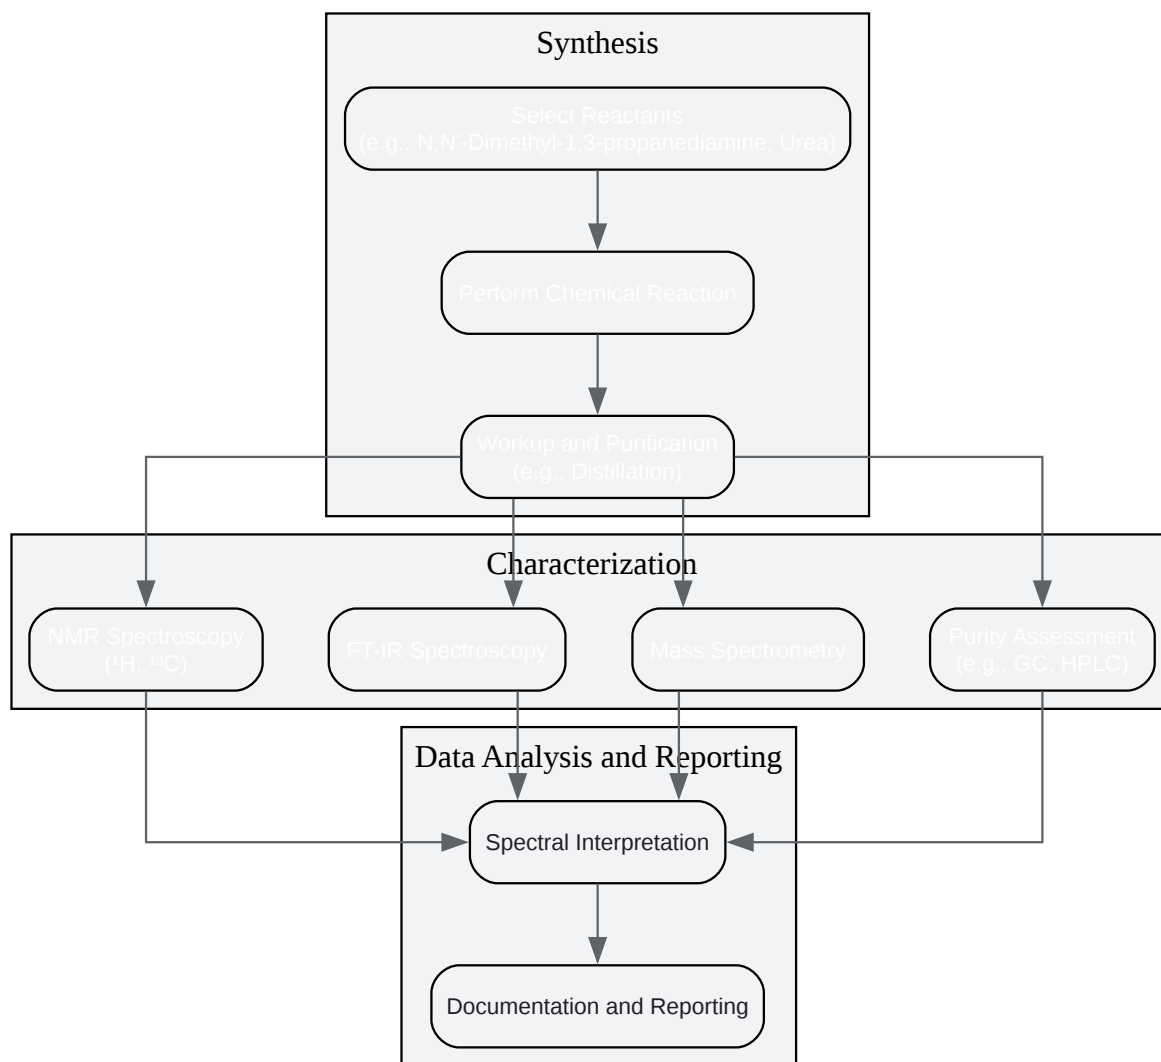 Synthesis
Select Reactants
(e.g., N,N'-Dimethyl-1,3-propanediamine, Urea)
Perform Chemical Reaction
Workup and Purification
(e.g., Distillation)
Characterization
NMR Spectroscopy
(¹H, ¹³C)
FT-IR Spectroscopy
Mass Spectrometry
Purity Assessment
(e.g., GC, HPLC)
Data Analysis and Reporting
Spectral Interpretation
Documentation and Reporting